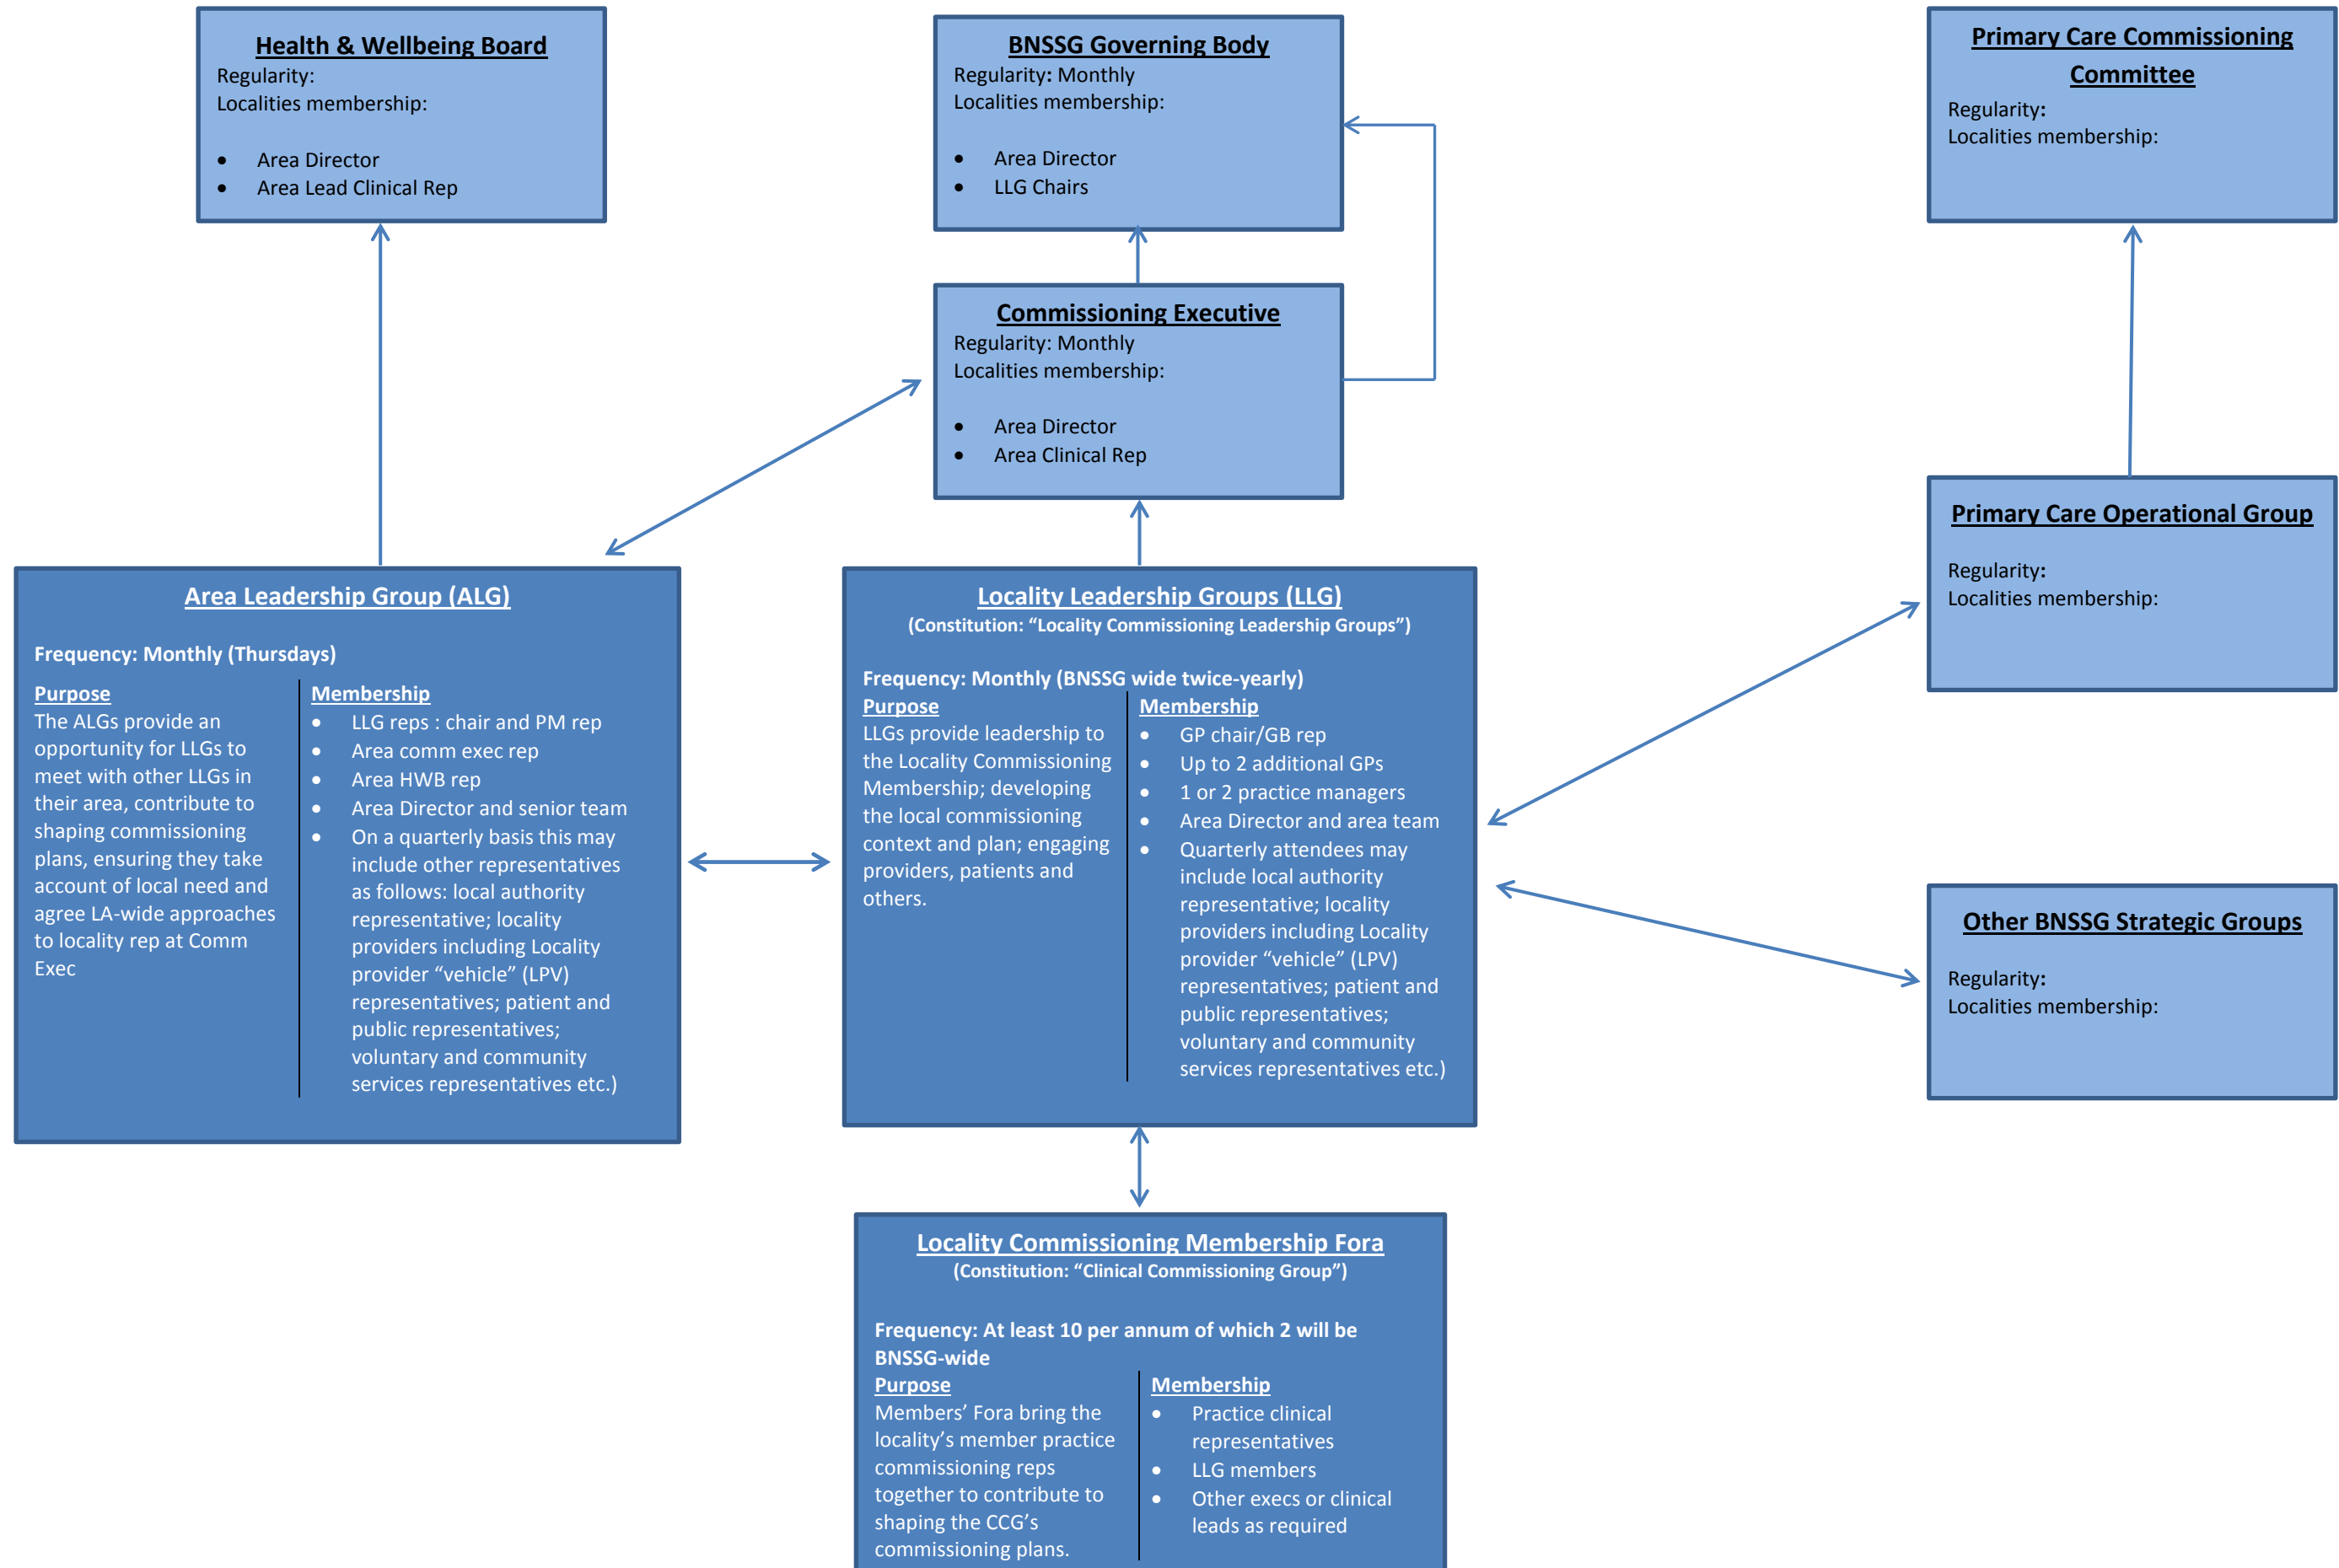 Health & Wellbeing Board
Regularity:
Localities membership:
• Area Director
• Area Lead Clinical Rep
BNSSG Governing Body
Regularity: Monthly
Localities membership:
• Area Director
• LLG Chairs
Primary Care Commissioning
Committee
Regularity:
Localities membership:
Commissioning Executive
Regularity: Monthly
Localities membership:
• Area Director
• Area Clinical Rep
Primary Care Operational Group
Regularity:
Localities membership:
Area Leadership Group (ALG)
Frequency: Monthly (Thursdays)
Purpose
The ALGs provide an
opportunity for LLGs to
meet with other LLGs in
their area, contribute to
shaping commissioning
plans, ensuring they take
account of local need and
agree LA-wide approaches
to locality rep at Comm
Exec
Membership
• LLG reps : chair and PM rep
• Area comm exec rep
• Area HWB rep
• Area Director and senior team
• On a quarterly basis this may
include other representatives
as follows: local authority
representative; locality
providers including Locality
provider “vehicle” (LPV)
representatives; patient and
public representatives;
voluntary and community
services representatives etc.)
Locality Leadership Groups (LLG)
(Constitution: “Locality Commissioning Leadership Groups”)
Frequency: Monthly (BNSSG wide twice-yearly)
Purpose
LLGs provide leadership to
the Locality Commissioning
Membership; developing
the local commissioning
context and plan; engaging
providers, patients and
others.
Membership
• GP chair/GB rep
• Up to 2 additional GPs
• 1 or 2 practice managers
• Area Director and area team
• Quarterly attendees may
include local authority
representative; locality
providers including Locality
provider “vehicle” (LPV)
representatives; patient and
public representatives;
voluntary and community
services representatives etc.)
Other BNSSG Strategic Groups
Regularity:
Localities membership:
Locality Commissioning Membership Fora
(Constitution: “Clinical Commissioning Group”)
Frequency: At least 10 per annum of which 2 will be
BNSSG-wide
Purpose
Members’ Fora bring the
locality’s member practice
commissioning reps
together to contribute to
shaping the CCG’s
commissioning plans.
Membership
• Practice clinical
representatives
• LLG members
• Other execs or clinical
leads as required